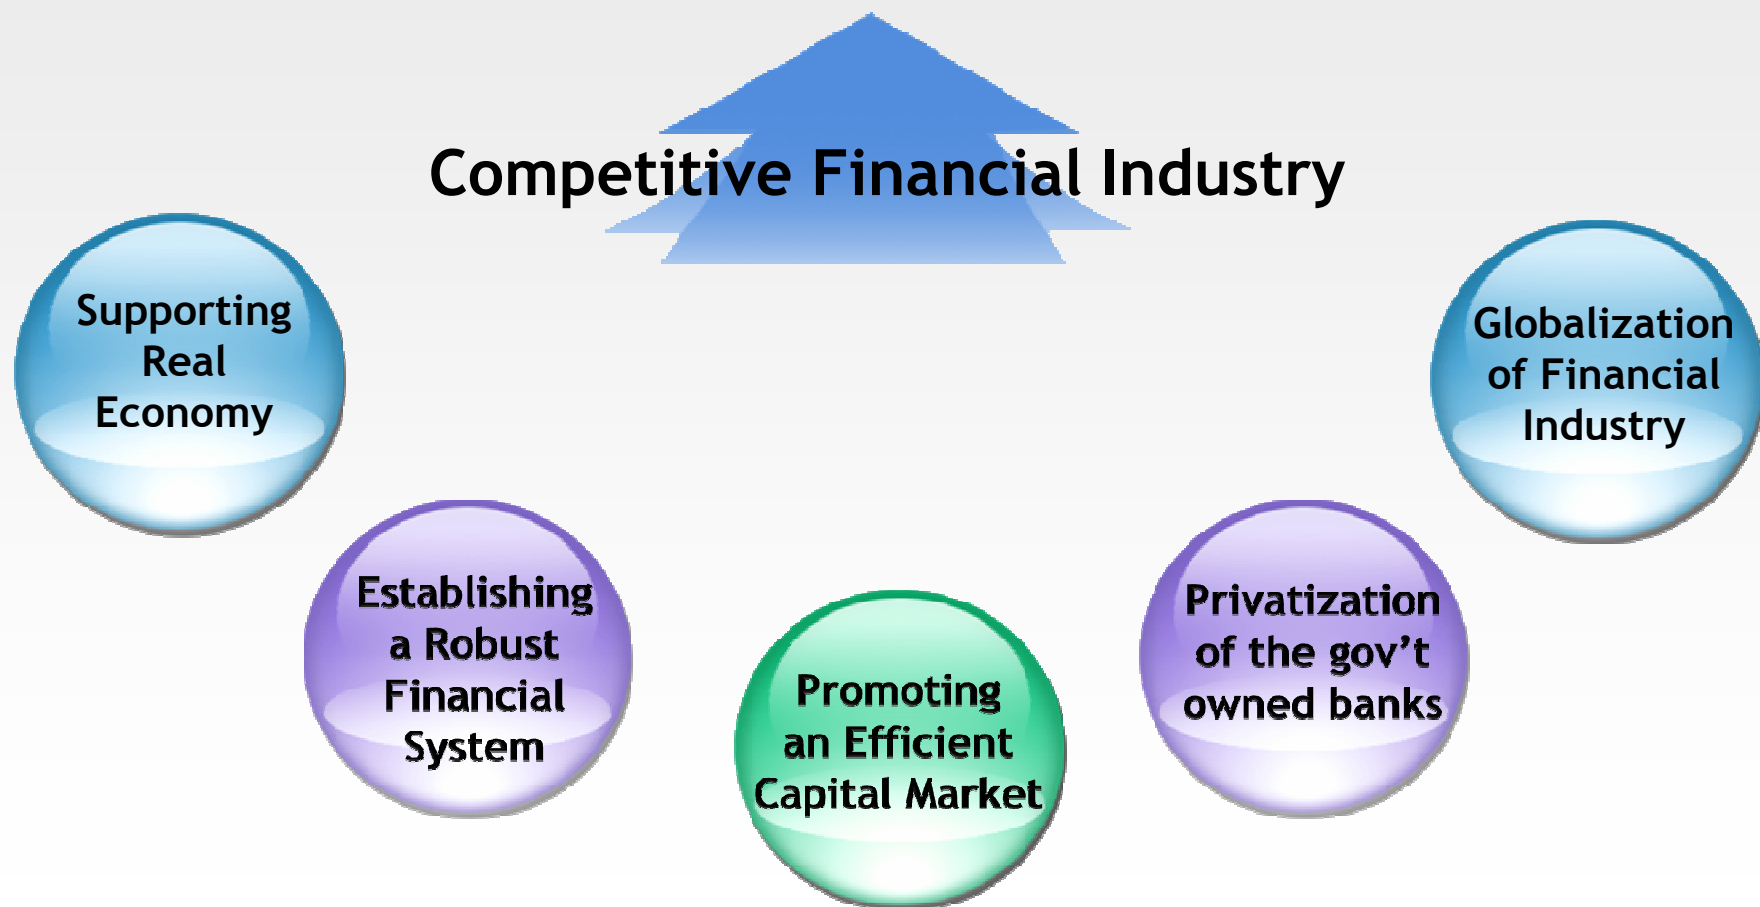 Competitive Financial Industry
Supporting
Real
Economy
Establishing
a Robust
Financial
System
Promoting
an Efficient
Capital Market
Privatization
of the gov’t
owned banks
Globalization
of Financial
Industry